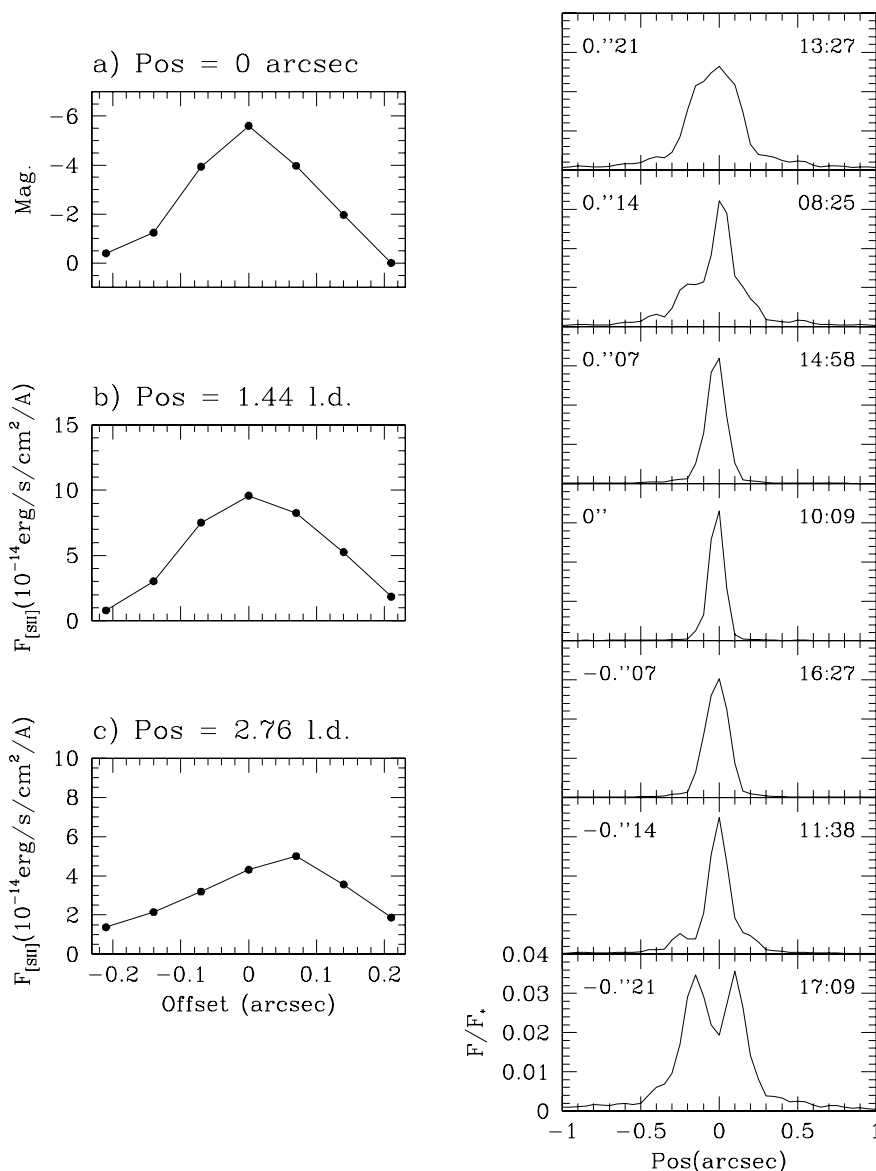 a) Pos = 0 arcsec
Mag.
−6
−4
−2
0
b) Pos = 1.44 l.d.
F[SII](10−14erg/s/cm2/A)
15
10
5
0
c) Pos = 2.76 l.d.
F[SII](10−14erg/s/cm2/A)
10
8
6
4
2
0
−0.2 −0.1 0 0.1 0.2
Offset (arcsec)
0.''21 13:27
0.''14 08:25
0.''07 14:58
0'' 10:09
−0.''07 16:27
−0.''14 11:38
−0.''21 17:09
F/F*
0.04
0.03
0.02
0.01
0
−1 −0.5 0 0.5 1
Pos(arcsec)